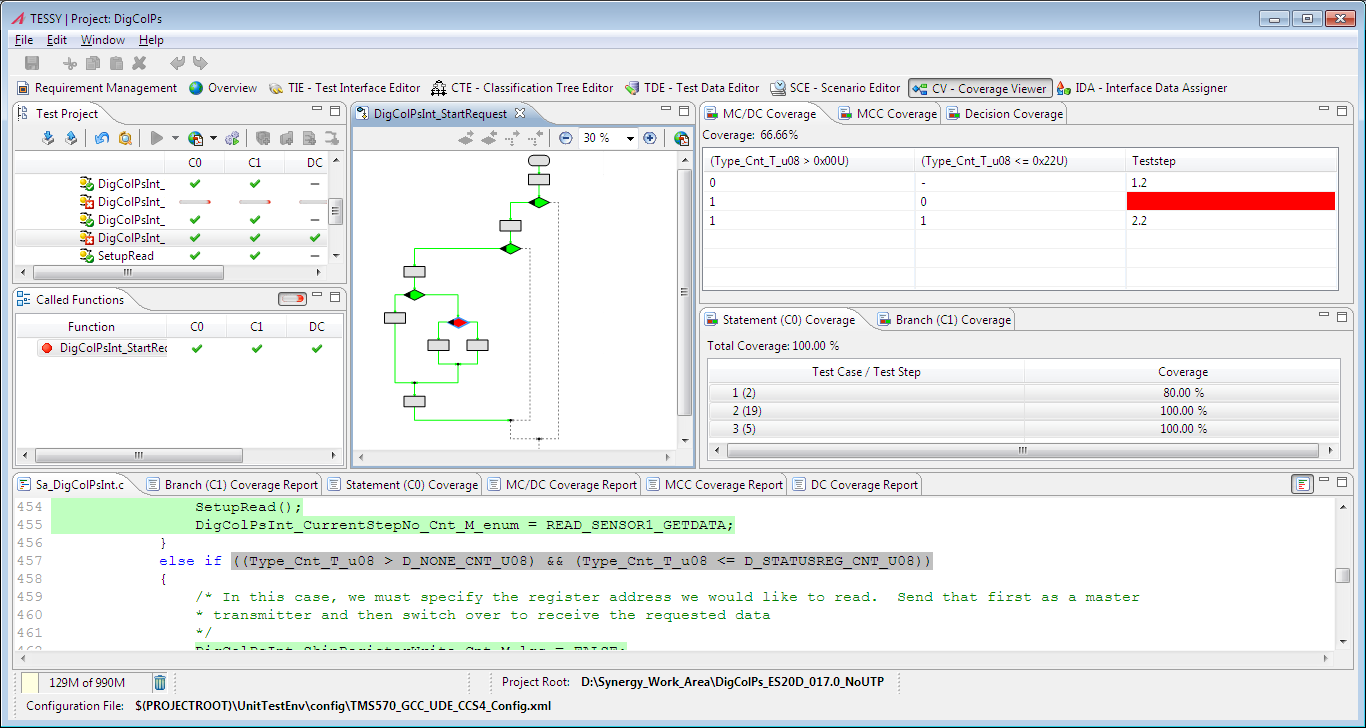 TESSY | Project: DigColPs
File Edit Window Help
Requirement Management Overview TIE - Test Interface Editor CTE - Classification Tree Editor TDE - Test Data Editor SCE - Scenario Editor CV - Coverage Viewer IDA - Interface Data Assigner
Test Project
C0 C1 DC
DigColPsInt_
DigColPsInt_
DigColPsInt_
DigColPsInt_
SetupRead
Called Functions
Function C0 C1 DC
DigColPsInt_StartRec
DigColPsInt_StartRequest
30 %
MC/DC Coverage MCC Coverage Decision Coverage
Coverage: 66.66%
(Type_Cnt_T_u08 > 0x00U) (Type_Cnt_T_u08 <= 0x22U) Teststep
0 - 1.2
1 0
1 1 2.2
Statement (C0) Coverage Branch (C1) Coverage
Total Coverage: 100.00 %
Test Case / Test Step Coverage
1 (2) 80.00 %
2 (19) 100.00 %
3 (5) 100.00 %
Sa_DigColPsInt.c Branch (C1) Coverage Report Statement (C0) Coverage MC/DC Coverage Report MCC Coverage Report DC Coverage Report
454 SetupRead();
455 DigColPsInt_CurrentStepNo_Cnt_M_enum = READ_SENSOR1_GETDATA;
456 }
457 else if ((Type_Cnt_T_u08 > D_NONE_CNT_U08) && (Type_Cnt_T_u08 <= D_STATUSREG_CNT_U08))
458 {
459 /* In this case, we must specify the register address we would like to read.  Send that first as a master
460 * transmitter and then switch over to receive the requested data
461 */
129M of 990M
Project Root: D:\Synergy_Work_Area\DigColPs_ES20D_017.0_NoUTP
Configuration File: $(PROJECTROOT)\UnitTestEnv\config\TMS570_GCC_UDE_CCS4_Config.xml